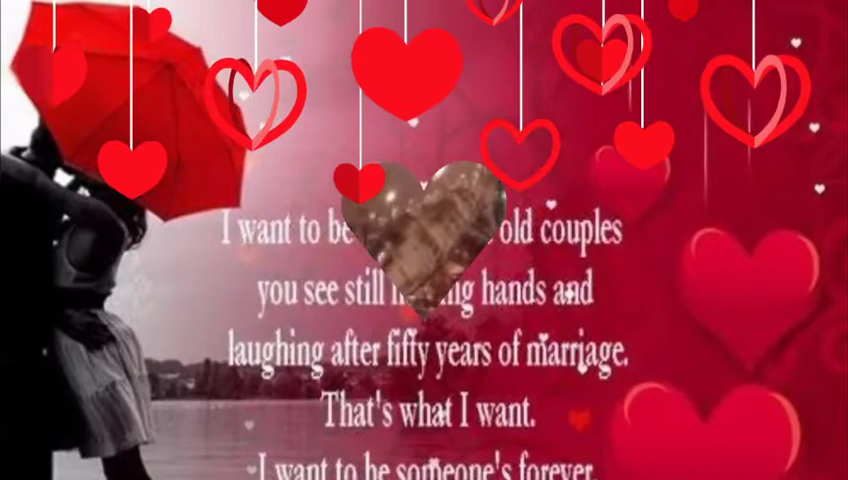 I want to be old couples
you see still hands and
laughing after fifty years of marriage.
That's what I want.
I want to be someone's forever.